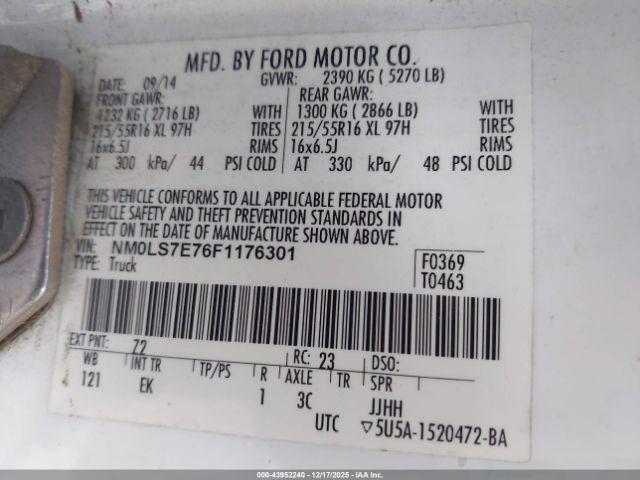 MFD. BY FORD MOTOR CO.
DATE: 09/14 GVWR: 2390 KG ( 5270 LB)
FRONT GAWR: REAR GAWR:
1232 KG ( 2716 LB) WITH 1300 KG ( 2866 LB) WITH
215/55R16 XL 97H TIRES 215/55R16 XL 97H TIRES
16x6.5J RIMS 16x6.5J RIMS
AT 300 kPa/ 44 PSI COLD AT 330 kPa/ 48 PSI COLD
THIS VEHICLE CONFORMS TO ALL APPLICABLE FEDERAL MOTOR
VEHICLE SAFETY AND THEFT PREVENTION STANDARDS IN
EFFECT ON THE DATE OF MANUFACTURE SHOWN ABOVE.
VIN: NM0LS7E76F1176301
TYPE: Truck
F0369
T0463
EXT PNT: Z2 RC: 23 DSO:
WB INT TR TP/PS R AXLE TR SPR
121 EK 1 3C JJHH
UTC ▽5U5A-1520472-BA
000-43952240 - 12/17/2025 - IAAI.COM